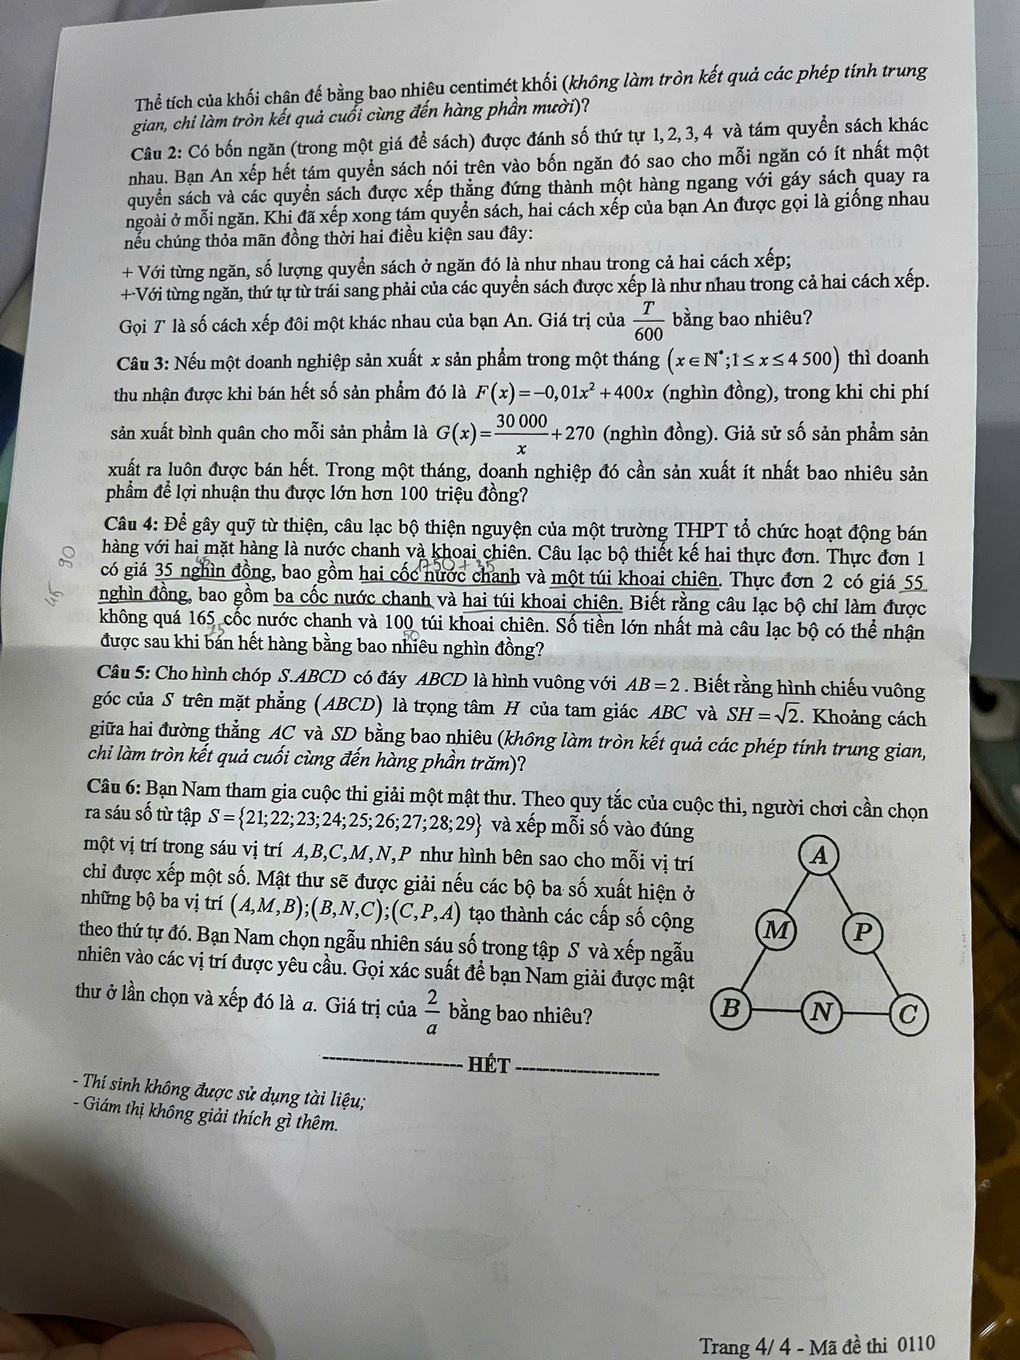 Thể tích của khối chân đế bằng bao nhiêu centimét khối (không làm tròn kết quả các phép tính trung
gian, chỉ làm tròn kết quả cuối cùng đến hàng phần mười)?
Câu 2: Có bốn ngăn (trong một giá để sách) được đánh số thứ tự 1, 2, 3, 4 và tám quyển sách khác
nhau. Bạn An xếp hết tám quyển sách nói trên vào bốn ngăn đó sao cho mỗi ngăn có ít nhất một
quyển sách và các quyển sách được xếp thẳng đứng thành một hàng ngang với gáy sách quay ra
ngoài ở mỗi ngăn. Khi đã xếp xong tám quyển sách, hai cách xếp của bạn An được gọi là giống nhau
nếu chúng thỏa mãn đồng thời hai điều kiện sau đây:
+ Với từng ngăn, số lượng quyển sách ở ngăn đó là như nhau trong cả hai cách xếp;
+ Với từng ngăn, thứ tự từ trái sang phải của các quyển sách được xếp là như nhau trong cả hai cách xếp.
Gọi T là số cách xếp đôi một khác nhau của bạn An. Giá trị của T/600 bằng bao nhiêu?
Câu 3: Nếu một doanh nghiệp sản xuất x sản phẩm trong một tháng (x ∈ ℕ*; 1 ≤ x ≤ 4 500) thì doanh
thu nhận được khi bán hết số sản phẩm đó là F(x) = −0,01x² + 400x (nghìn đồng), trong khi chi phí
sản xuất bình quân cho mỗi sản phẩm là G(x) = 30 000/x + 270 (nghìn đồng). Giả sử số sản phẩm sản
xuất ra luôn được bán hết. Trong một tháng, doanh nghiệp đó cần sản xuất ít nhất bao nhiêu sản
phẩm để lợi nhuận thu được lớn hơn 100 triệu đồng?
Câu 4: Để gây quỹ từ thiện, câu lạc bộ thiện nguyện của một trường THPT tổ chức hoạt động bán
hàng với hai mặt hàng là nước chanh và khoai chiên. Câu lạc bộ thiết kế hai thực đơn. Thực đơn 1
có giá 35 nghìn đồng, bao gồm hai cốc nước chanh và một túi khoai chiên. Thực đơn 2 có giá 55
nghìn đồng, bao gồm ba cốc nước chanh và hai túi khoai chiên. Biết rằng câu lạc bộ chỉ làm được
không quá 165 cốc nước chanh và 100 túi khoai chiên. Số tiền lớn nhất mà câu lạc bộ có thể nhận
được sau khi bán hết hàng bằng bao nhiêu nghìn đồng?
45 90
Câu 5: Cho hình chóp S.ABCD có đáy ABCD là hình vuông với AB = 2. Biết rằng hình chiếu vuông
góc của S trên mặt phẳng (ABCD) là trọng tâm H của tam giác ABC và SH = √2. Khoảng cách
giữa hai đường thẳng AC và SD bằng bao nhiêu (không làm tròn kết quả các phép tính trung gian,
chỉ làm tròn kết quả cuối cùng đến hàng phần trăm)?
Câu 6: Bạn Nam tham gia cuộc thi giải một mật thư. Theo quy tắc của cuộc thi, người chơi cần chọn
ra sáu số từ tập S = {21;22;23;24;25;26;27;28;29} và xếp mỗi số vào đúng
một vị trí trong sáu vị trí A, B, C, M, N, P như hình bên sao cho mỗi vị trí
chỉ được xếp một số. Mật thư sẽ được giải nếu các bộ ba số xuất hiện ở
những bộ ba vị trí (A,M,B);(B,N,C);(C,P,A) tạo thành các cấp số cộng
theo thứ tự đó. Bạn Nam chọn ngẫu nhiên sáu số trong tập S và xếp ngẫu
nhiên vào các vị trí được yêu cầu. Gọi xác suất để bạn Nam giải được mật
thư ở lần chọn và xếp đó là a. Giá trị của 2/a bằng bao nhiêu?
A
M P
B N C
HẾT
- Thí sinh không được sử dụng tài liệu;
- Giám thị không giải thích gì thêm.
Trang 4/ 4 - Mã đề thi 0110